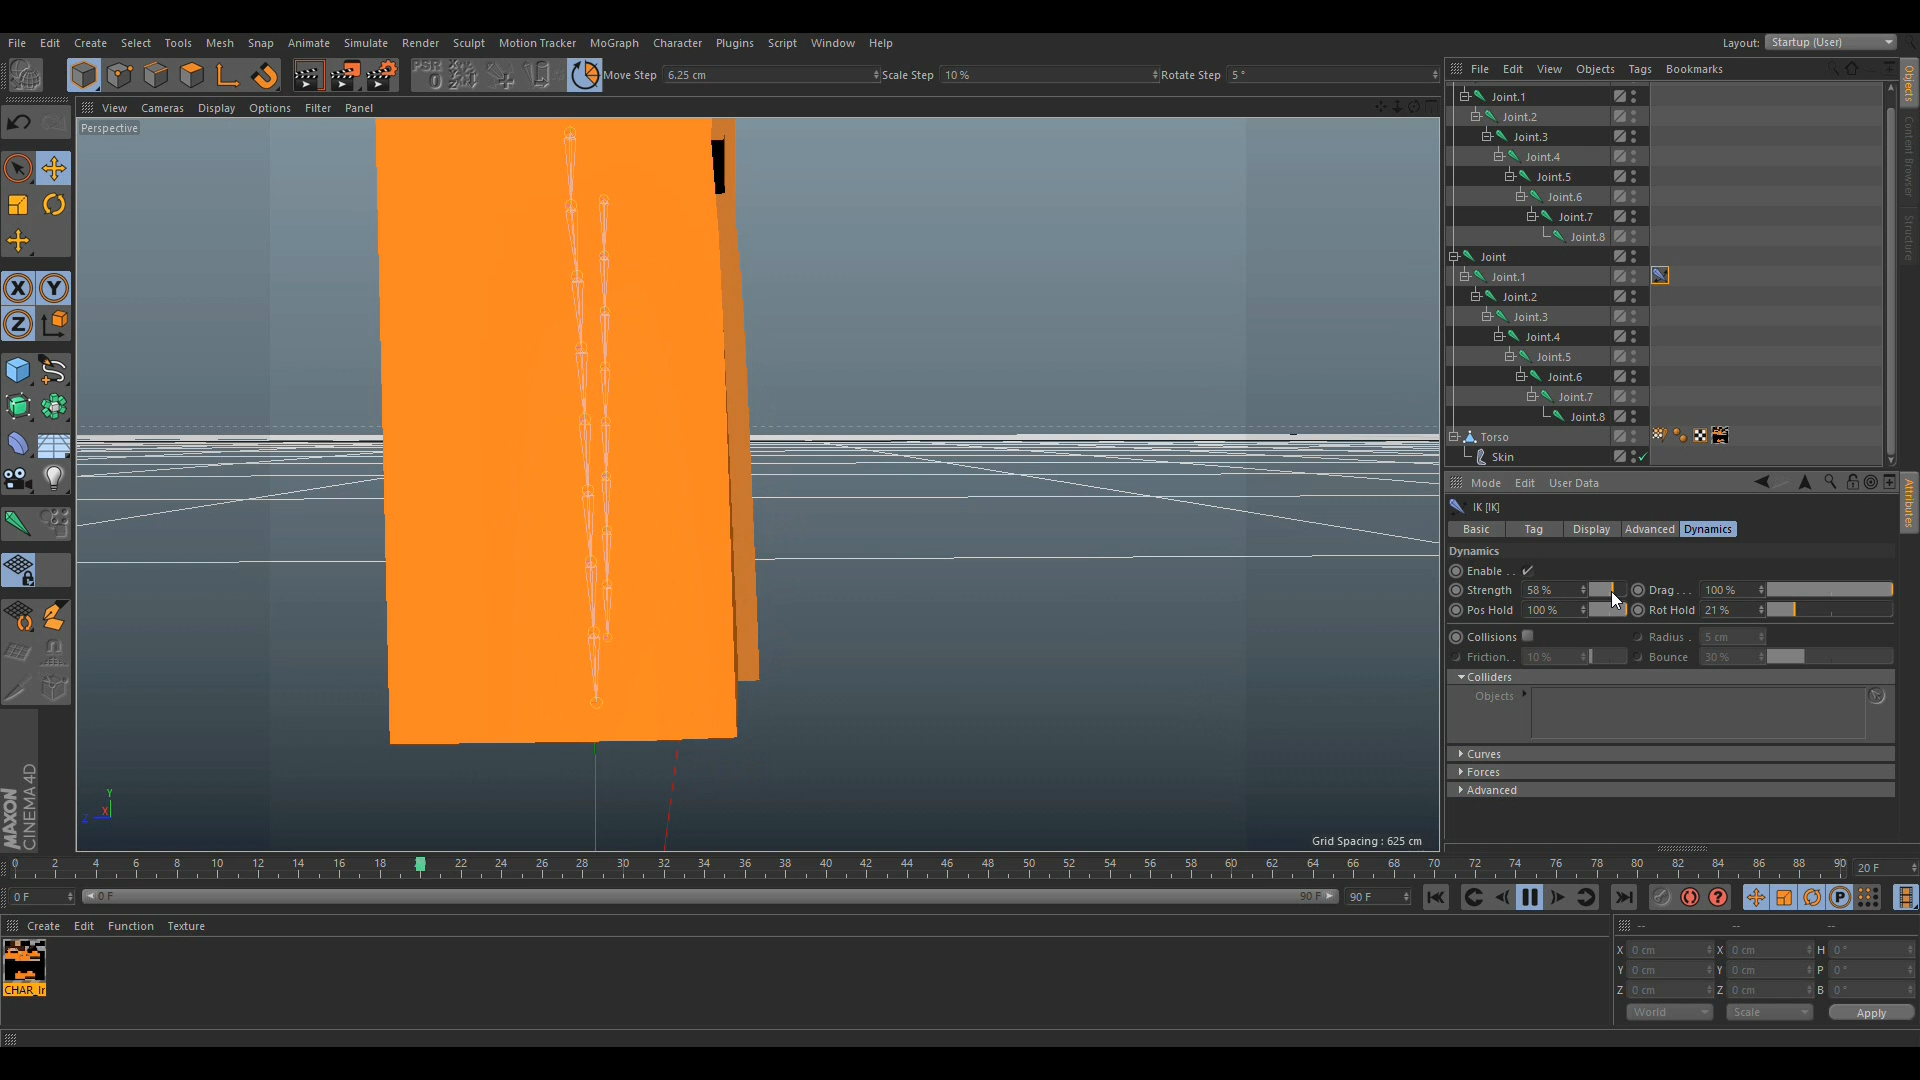 File Edit Create Select Tools Mesh Snap Animate Simulate Render Sculpt Motion Tracker MoGraph Character Plugins Script Window Help
Layout: Startup (User)
PSR 0 Move Step 6.25 cm Scale Step 10 % Rotate Step 5 °
File Edit View Objects Tags Bookmarks
View Cameras Display Options Filter Panel
Perspective
Joint.1
Joint.2
Joint.3
Joint.4
Joint.5
Joint.6
Joint.7
Joint.8
Joint
Joint.1
Joint.2
Joint.3
Joint.4
Joint.5
Joint.6
Joint.7
Joint.8
Torso
Skin
Objects
Content Browser
Structure
X Y
Z
Mode Edit User Data
Attributes
IK [IK]
Basic Tag Display Advanced Dynamics
Dynamics
Enable . .
Strength 58 % Drag . . . 100 %
Pos Hold 100 % Rot Hold 21 %
Collisions Radius . 5 cm
Friction. . 10 % Bounce 30 %
Colliders
Objects
Curves
Forces
Advanced
MAXON
CINEMA 4D
Y
X
Z
Grid Spacing : 625 cm
0 2 4 6 8 10 12 14 16 18 22 24 26 28 30 32 34 36 38 40 42 44 46 48 50 52 54 56 58 60 62 64 66 68 70 72 74 76 78 80 82 84 86 88 90 20 F
0 F 0 F 90 F 90 F
Create Edit Function Texture
-- -- --
CHAR_Ir
X 0 cm X 0 cm H 0 °
Y 0 cm Y 0 cm P 0 °
Z 0 cm Z 0 cm B 0 °
World Scale Apply